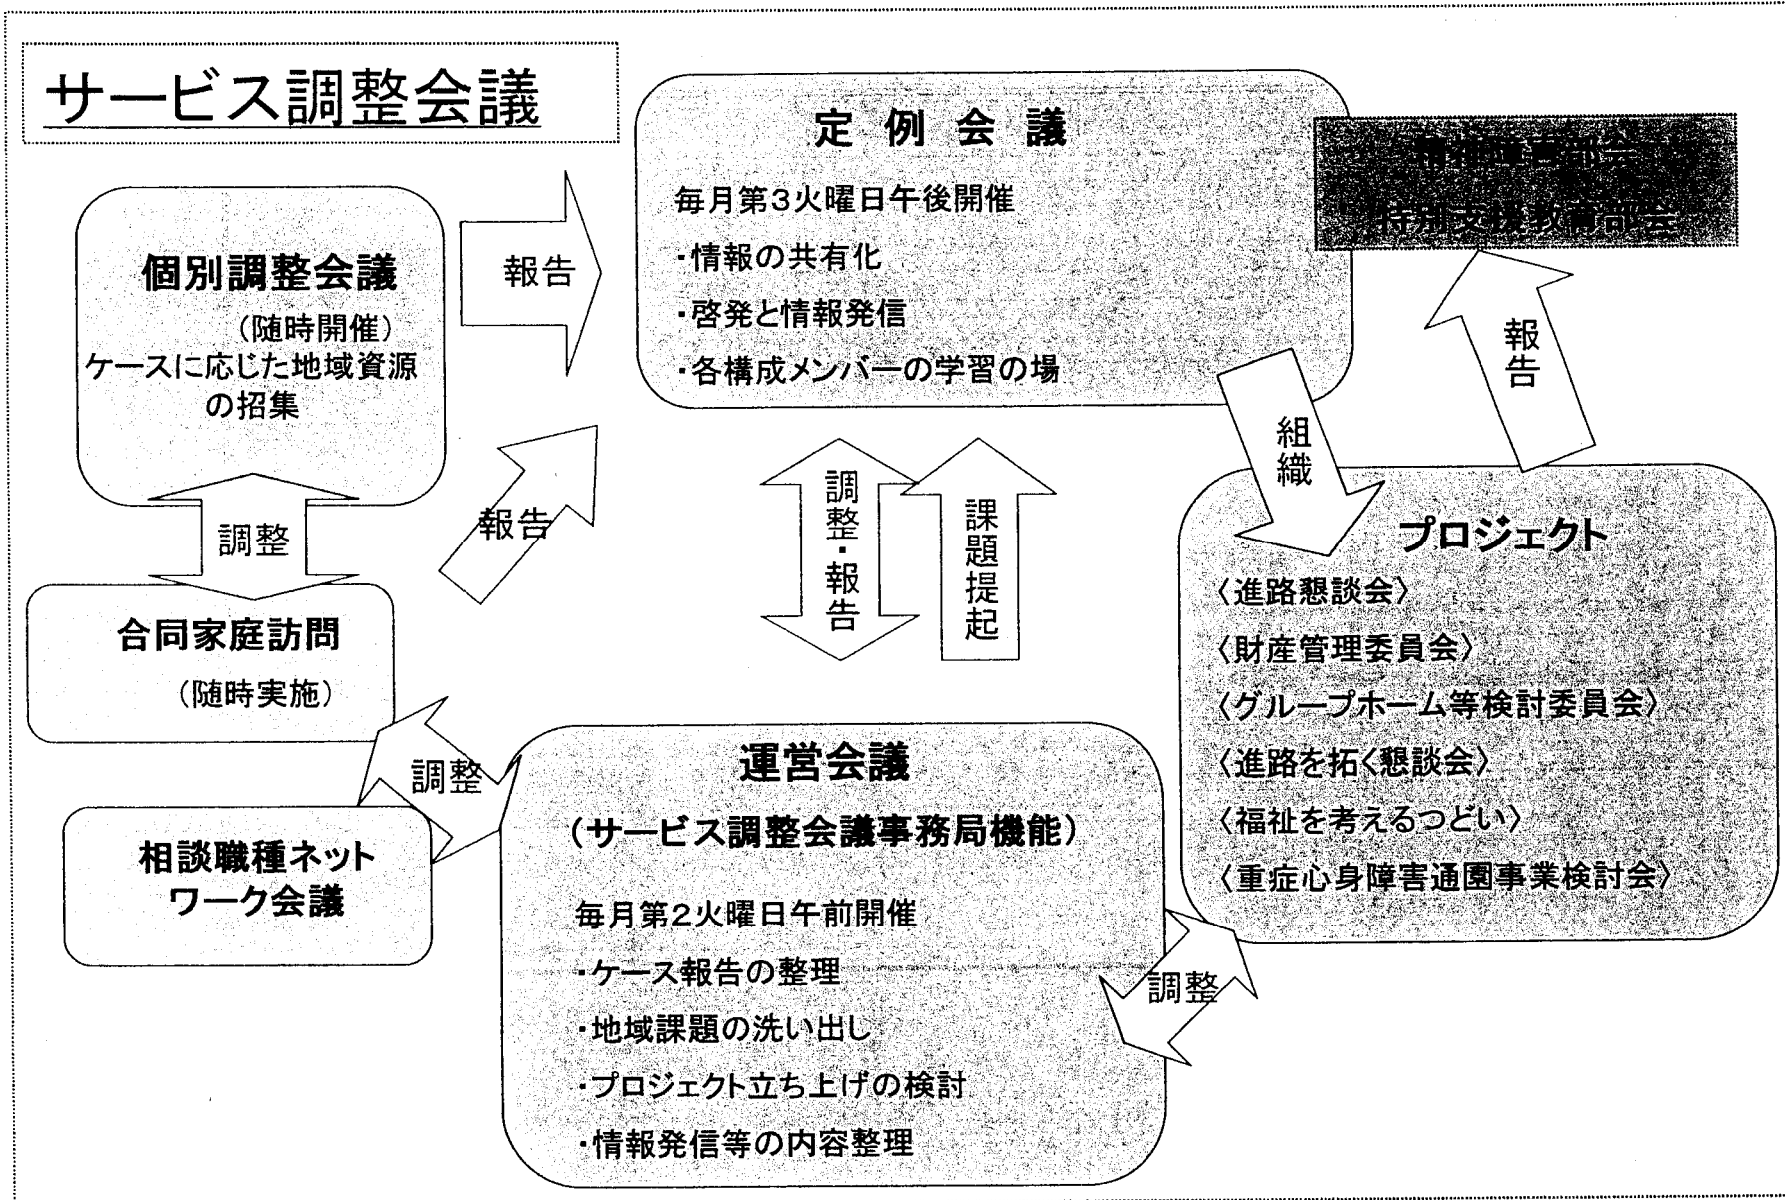 サービス調整会議
定例会議
毎月第3火曜日午後開催
・情報の共有化
・啓発と情報発信
・各構成メンバーの学習の場
精神障害部会
特別支援教育部会
個別調整会議
(随時開催)
ケースに応じた地域資源
の招集
報告
報告
調整
合同家庭訪問
(随時実施)
調整
相談職種ネット
ワーク会議
調整・報告
課題提起
組織
報告
プロジェクト
〈進路懇談会〉
〈財産管理委員会〉
〈グループホーム等検討委員会〉
〈進路を拓く懇談会〉
〈福祉を考えるつどい〉
〈重症心身障害通園事業検討会〉
調整
運営会議
(サービス調整会議事務局機能)
毎月第2火曜日午前開催
・ケース報告の整理
・地域課題の洗い出し
・プロジェクト立ち上げの検討
・情報発信等の内容整理